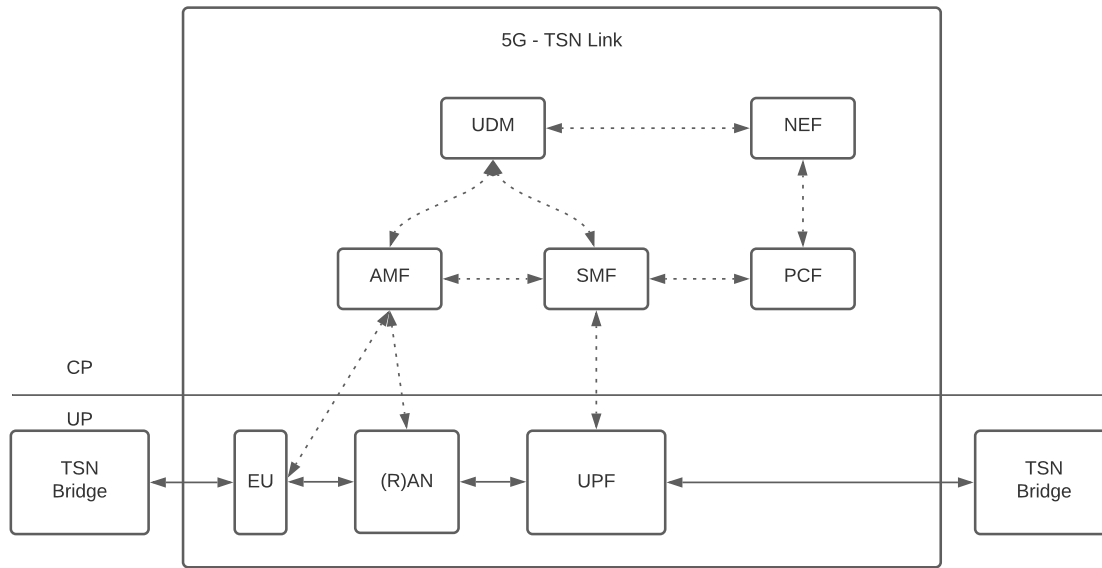 5G - TSN Link
UDM
NEF
AMF
SMF
PCF
CP
UP
TSN
Bridge
EU
(R)AN
UPF
TSN
Bridge